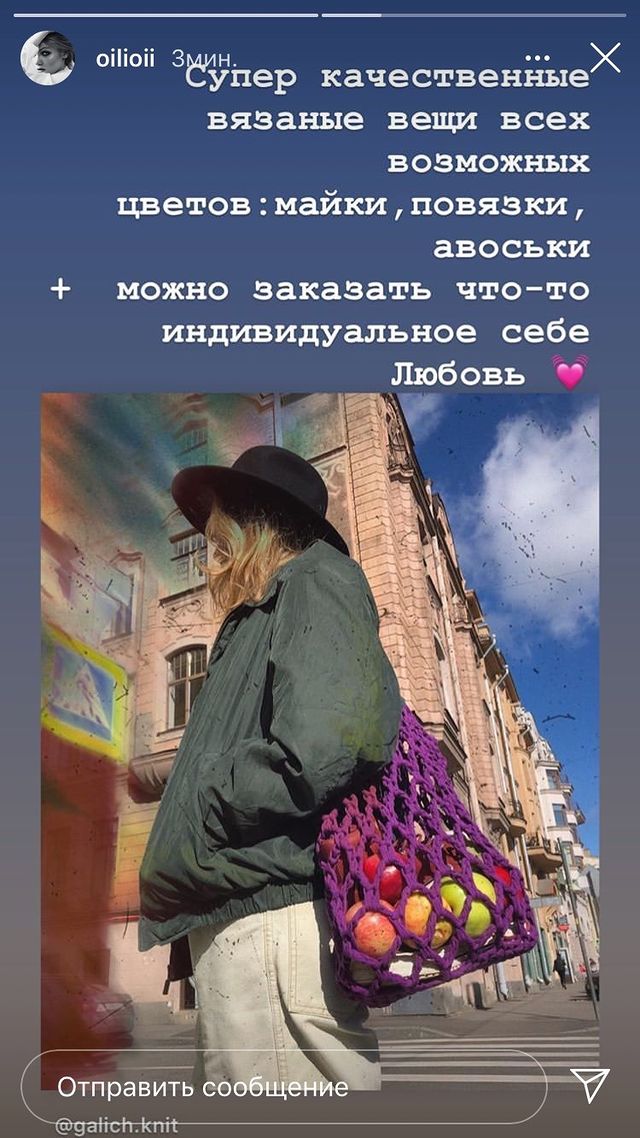 oilioii 3мин.
Супер качественные
вязаные вещи всех
возможных
цветов:майки,повязки,
авоськи
+ можно заказать что-то
индивидуальное себе
Любовь 💓
Отправить сообщение
@galich.knit